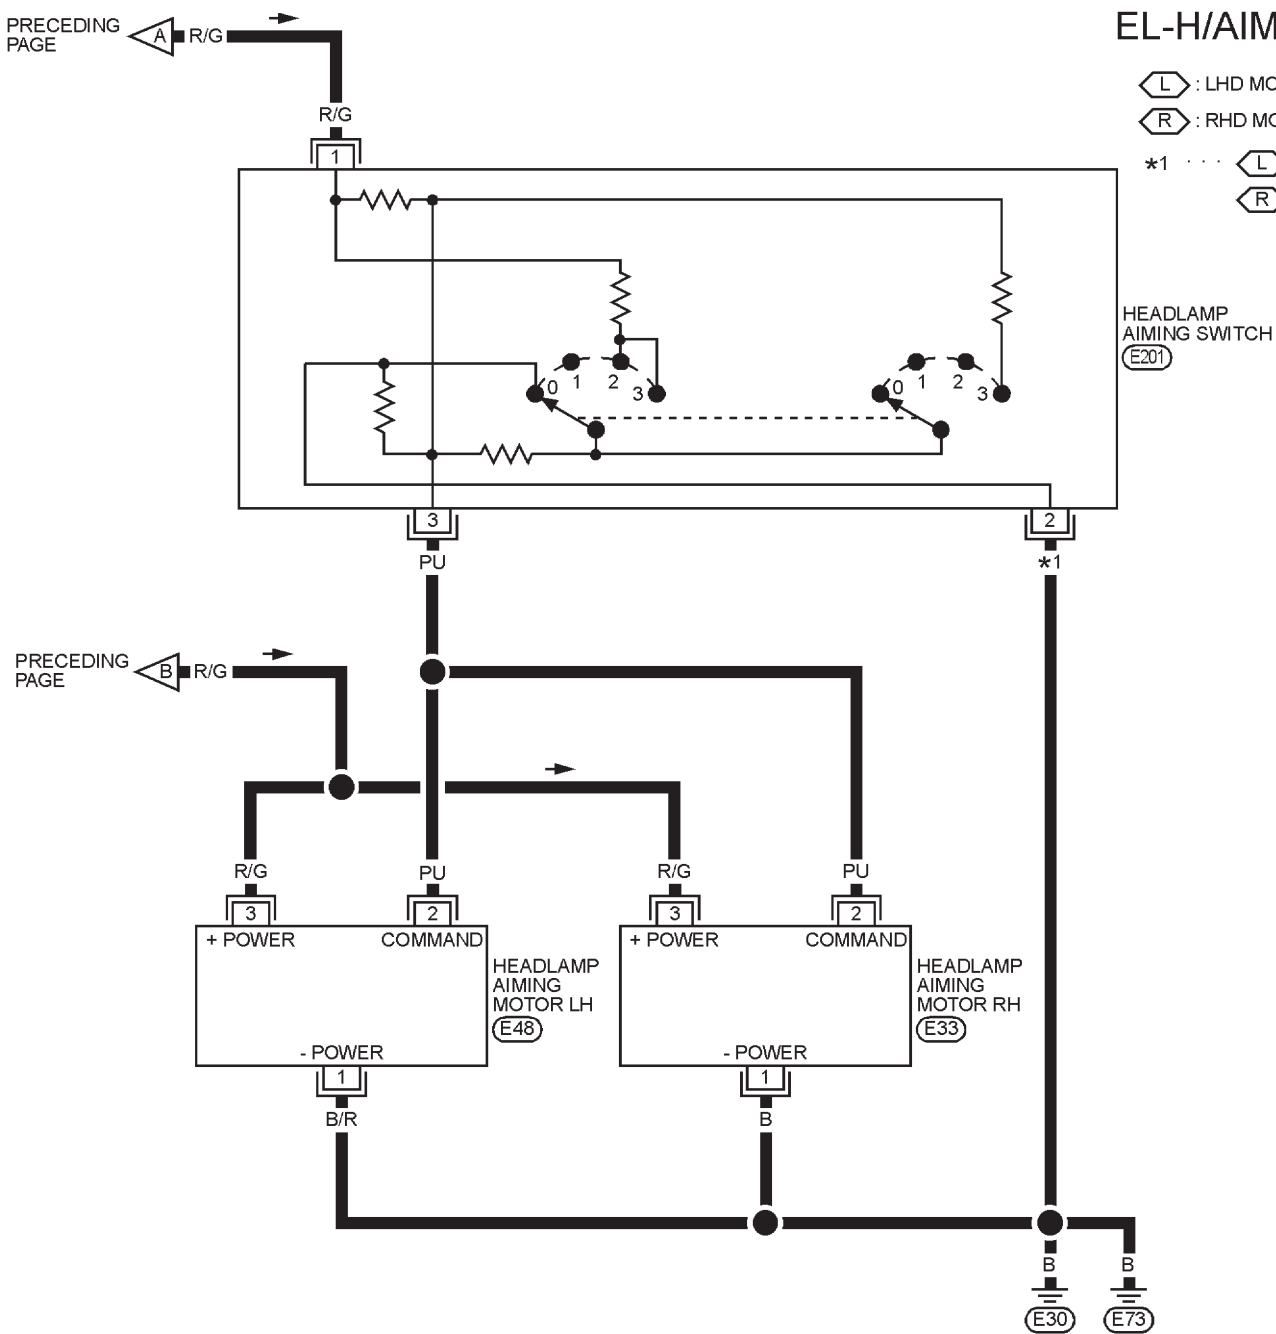 PRECEDING
PAGE
A
R/G
R/G
1
EL-H/AIM
L : LHD MO
R : RHD MO
*1 · · · L
R
HEADLAMP
AIMING SWITCH
E201
0 1 2 3
0 1 2 3
3
2
PU
*1
PRECEDING
PAGE
B
R/G
R/G
PU
R/G
PU
3
2
3
2
+ POWER
COMMAND
+ POWER
COMMAND
HEADLAMP
AIMING
MOTOR LH
E48
HEADLAMP
AIMING
MOTOR RH
E33
- POWER
- POWER
1
1
B/R
B
B
B
E30
E73